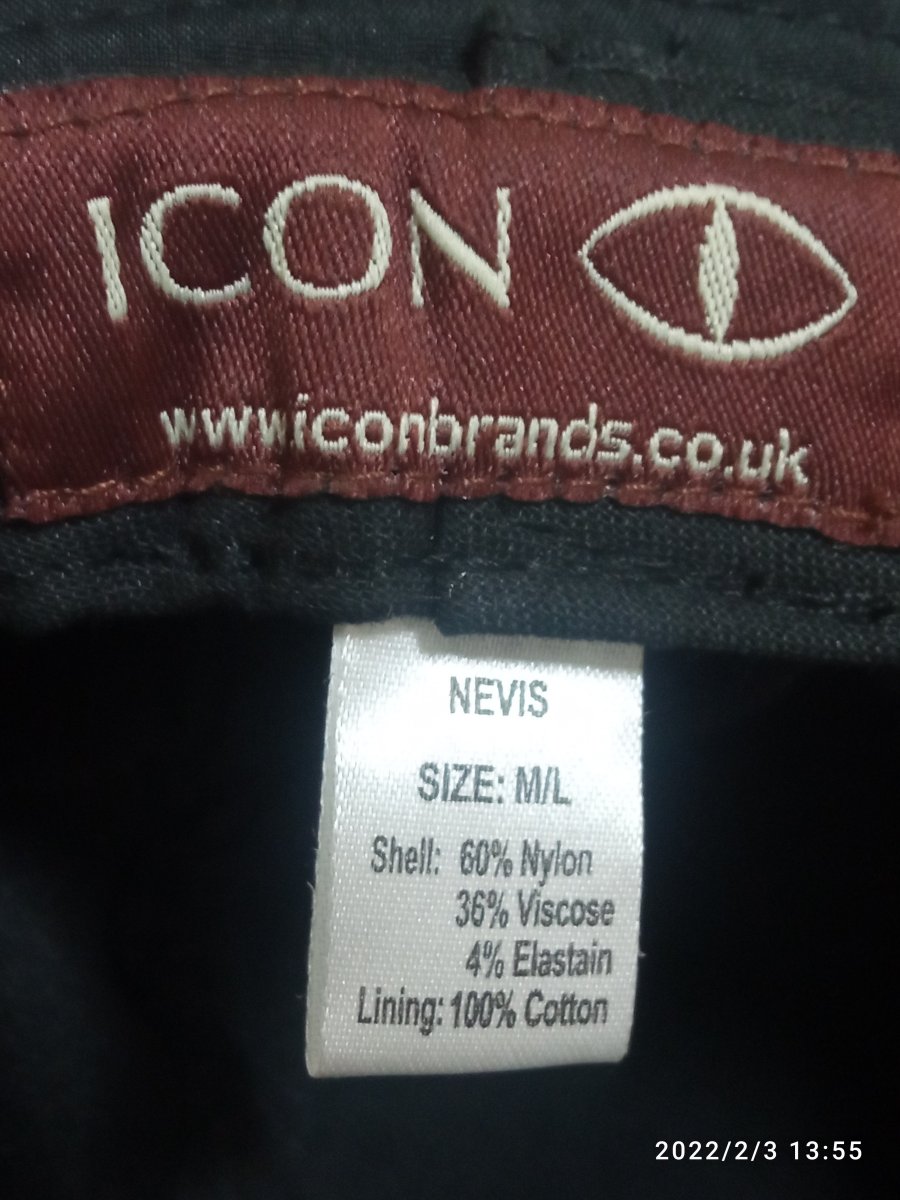 ICON
www.iconbrands.co.uk
NEVIS
SIZE: M/L
Shell: 60% Nylon
36% Viscose
4% Elastain
Lining: 100% Cotton
2022/2/3 13:55